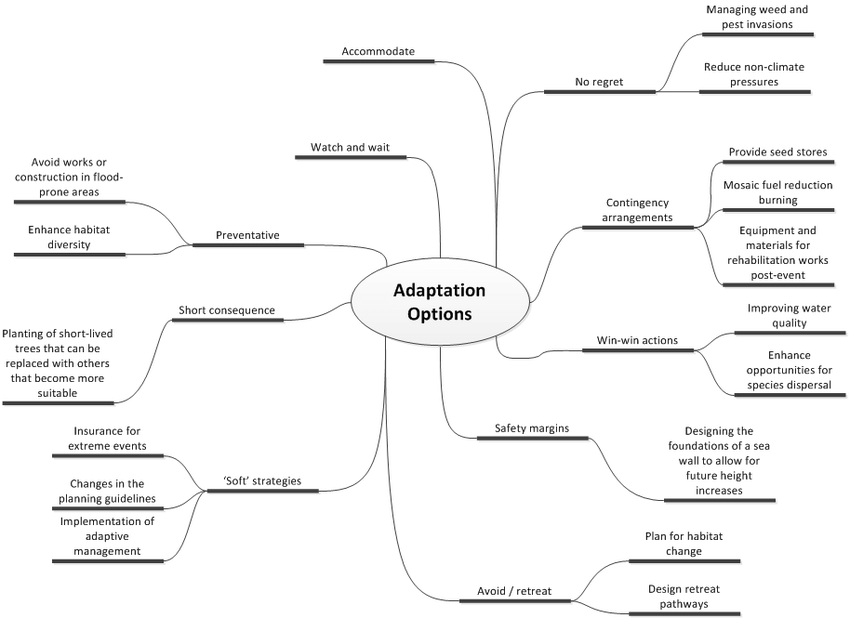 Adaptation
Options
Accommodate
Watch and wait
Preventative
Avoid works or
construction in flood-
prone areas
Enhance habitat
diversity
Short consequence
Planting of short-lived
trees that can be
replaced with others
that become more
suitable
‘Soft’ strategies
Insurance for
extreme events
Changes in the
planning guidelines
Implementation of
adaptive
management
No regret
Managing weed and
pest invasions
Reduce non-climate
pressures
Contingency
arrangements
Provide seed stores
Mosaic fuel reduction
burning
Equipment and
materials for
rehabilitation works
post-event
Win-win actions
Improving water
quality
Enhance
opportunities for
species dispersal
Safety margins
Designing the
foundations of a sea
wall to allow for
future height
increases
Avoid / retreat
Plan for habitat
change
Design retreat
pathways